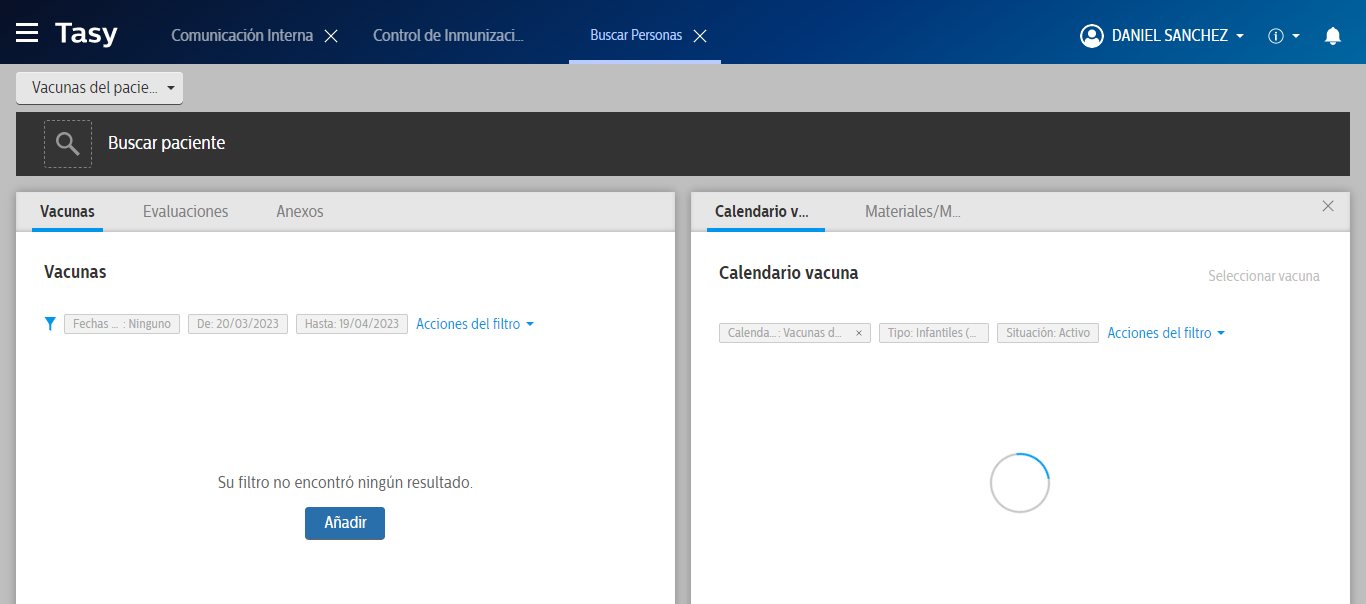 Tasy
Comunicación Interna
Control de Inmunizaci...
Buscar Personas
DANIEL SANCHEZ
Vacunas del pacie...
Buscar paciente
Vacunas
Evaluaciones
Anexos
Vacunas
Fechas ... : Ninguno
De: 20/03/2023
Hasta: 19/04/2023
Acciones del filtro
Su filtro no encontró ningún resultado.
Añadir
Calendario v...
Materiales/M...
Calendario vacuna
Seleccionar vacuna
Calenda...: Vacunas d...
Tipo: Infantiles (...
Situación: Activo
Acciones del filtro